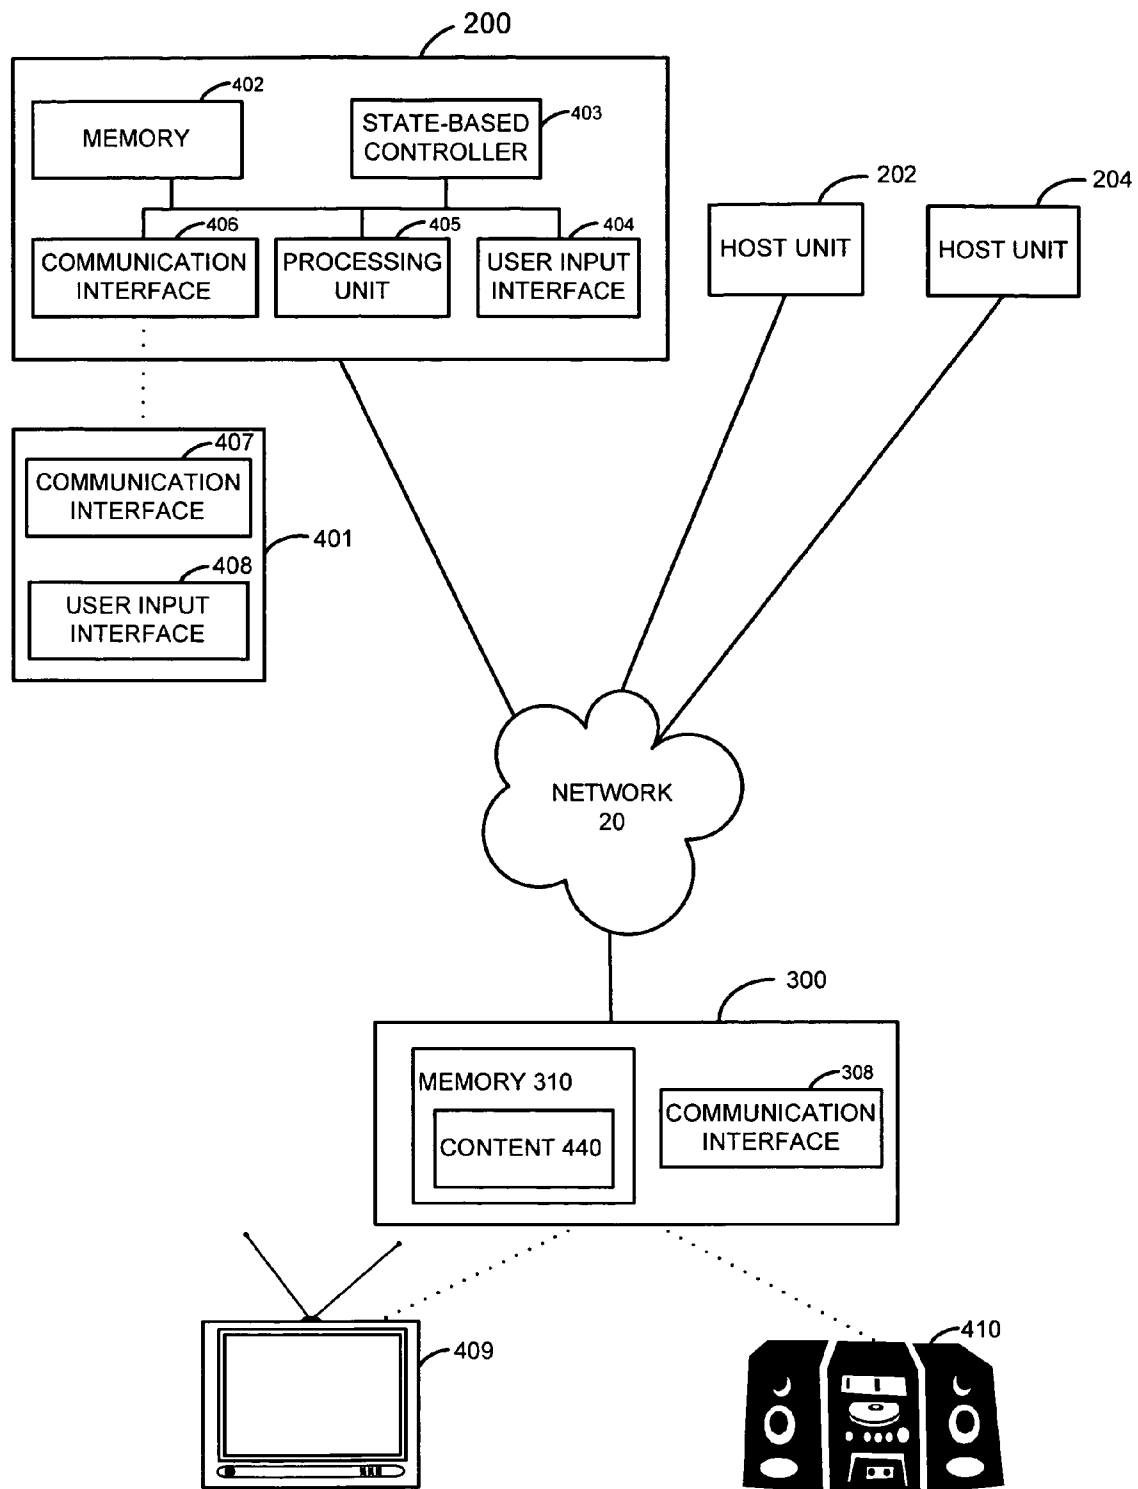 200
402
MEMORY
STATE-BASED
CONTROLLER
403
406
COMMUNICATION
INTERFACE
405
PROCESSING
UNIT
404
USER INPUT
INTERFACE
202
HOST UNIT
204
HOST UNIT
407
COMMUNICATION
INTERFACE
401
408
USER INPUT
INTERFACE
NETWORK
20
300
MEMORY 310
CONTENT 440
308
COMMUNICATION
INTERFACE
409
410